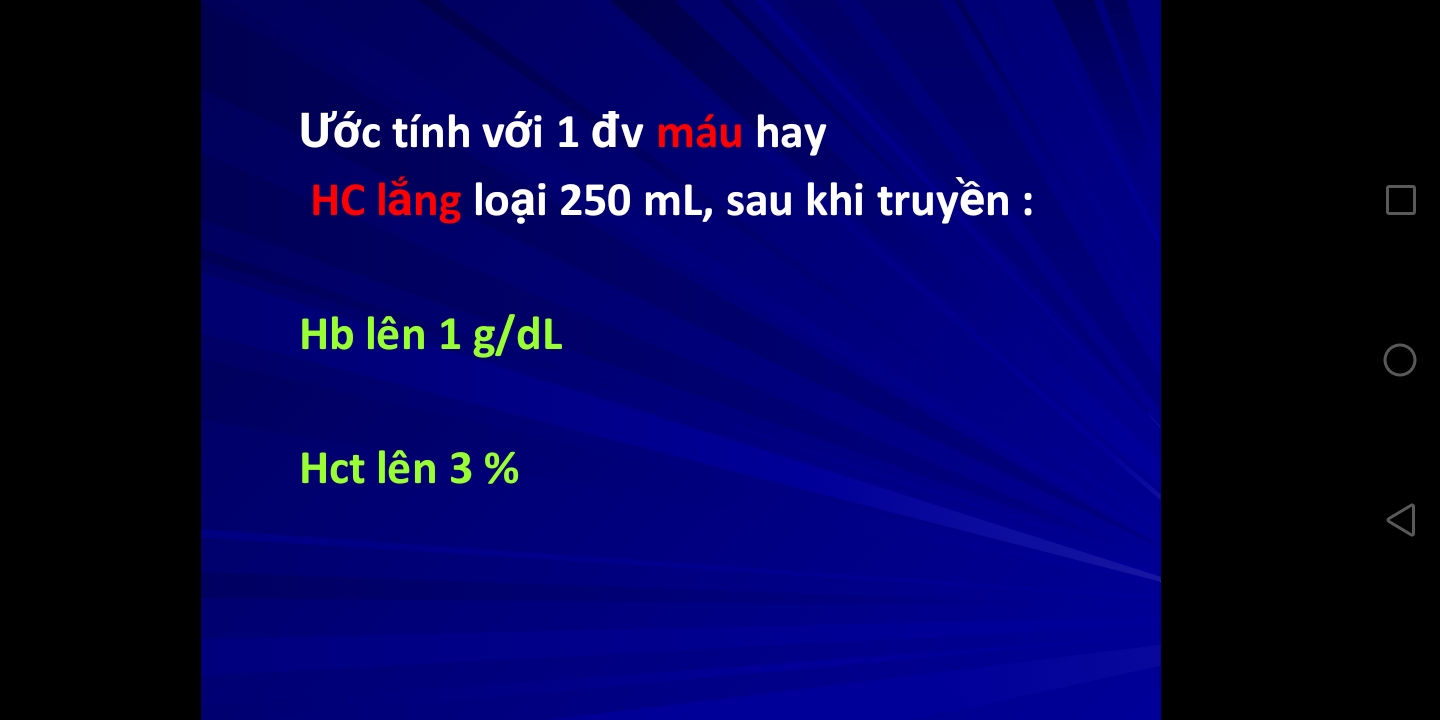 Ước tính với 1 đv máu hay
HC lắng loại 250 mL, sau khi truyền :
Hb lên 1 g/dL
Hct lên 3 %